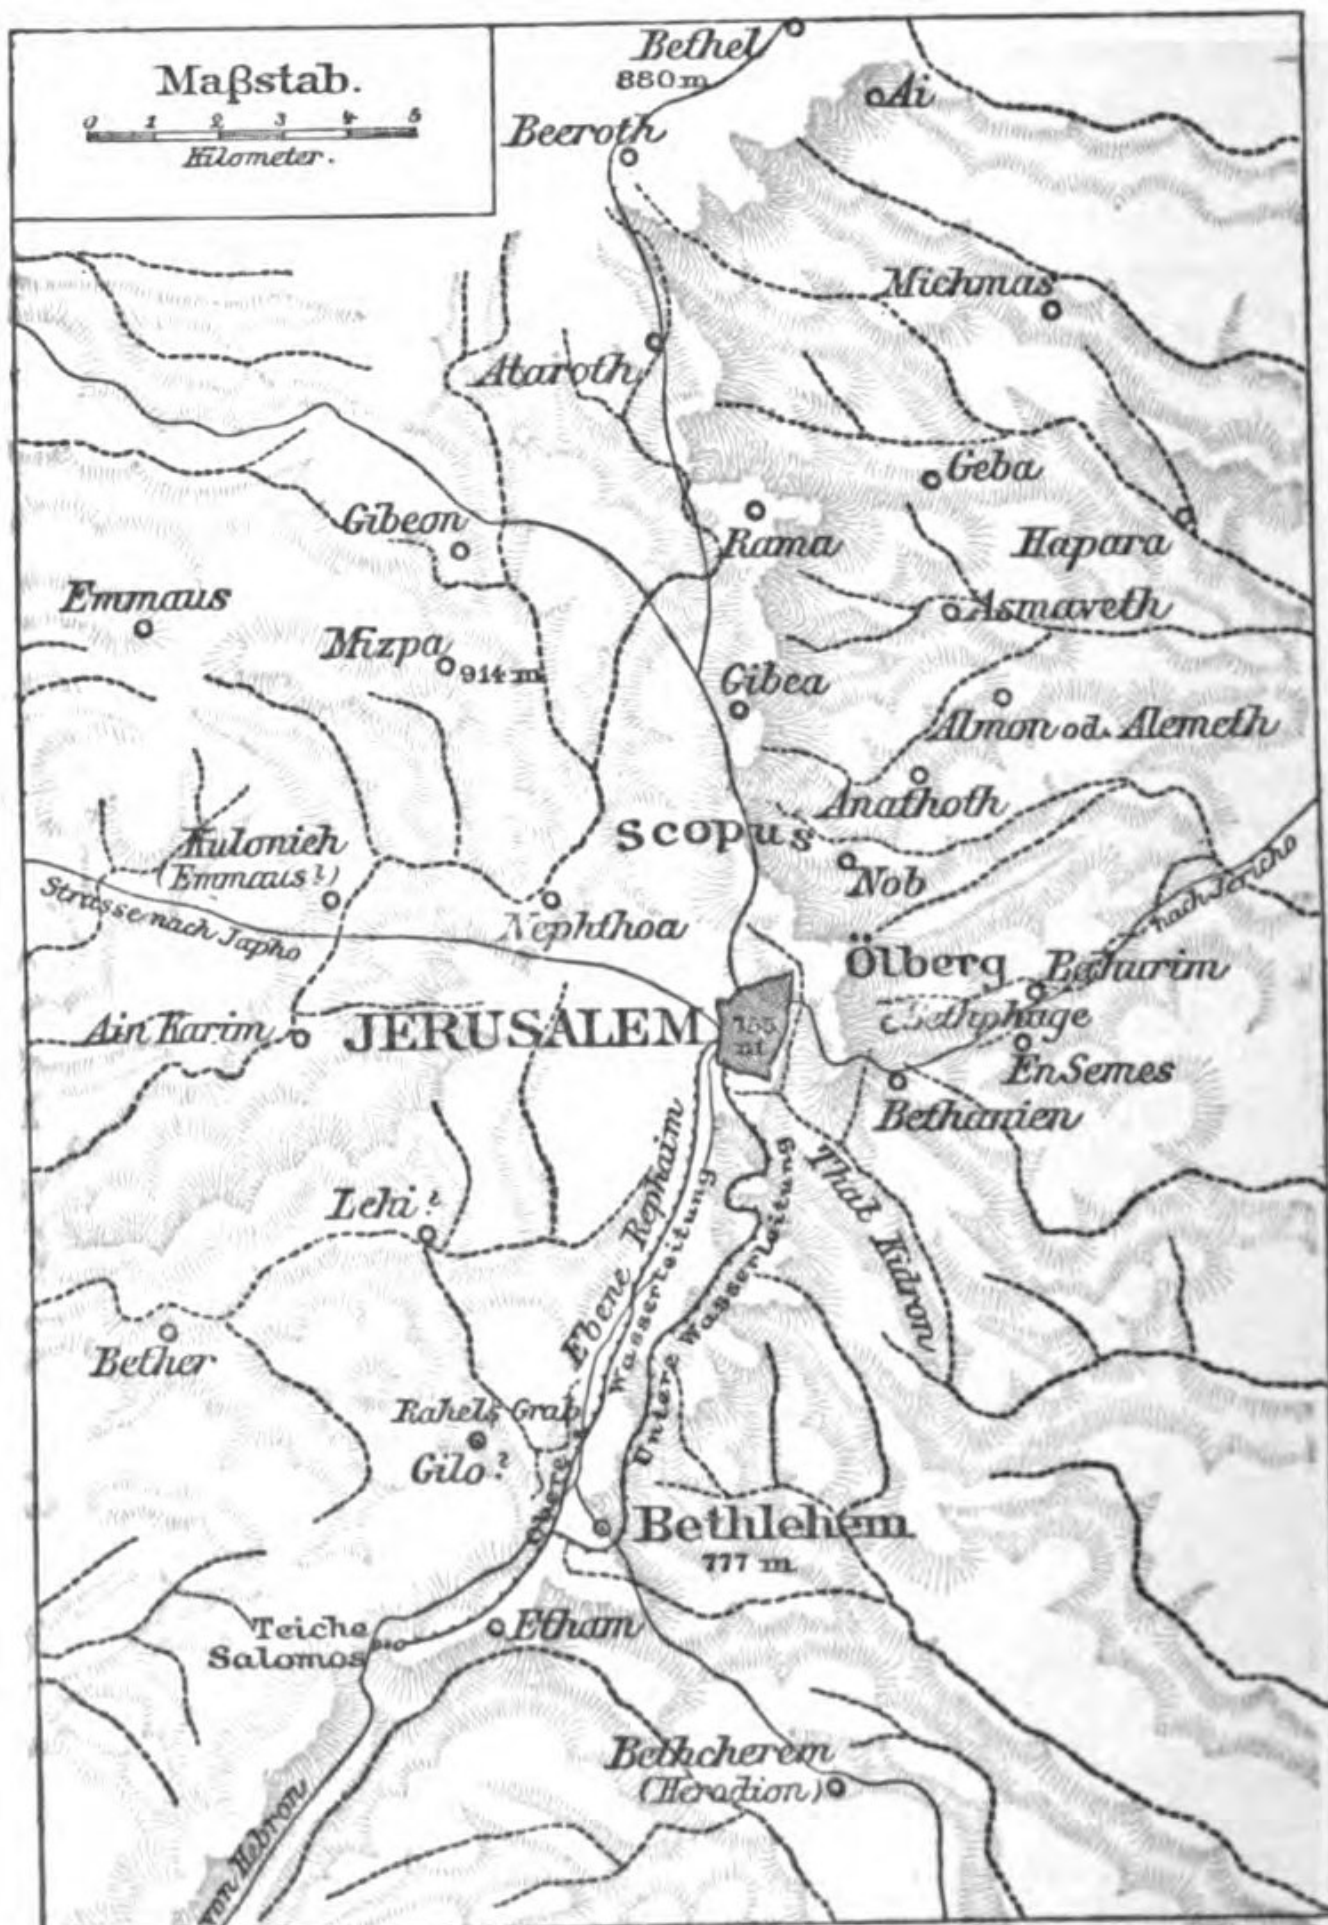 Maßstab.
0 1 2 3 4 5
Kilometer.
Bethel
880 m
Ai
Beeroth
Michmas
Ataroth
Geba
Gibeon
Rama
Hapara
Emmaus
Asmaveth
Mizpa
914 m
Gibea
Almon od. Alemeth
Anathoth
Scopus
Kulonieh
(Emmaus?)
Nob
Strasse nach Japho
Nephthoa
nach Jericho
Ölberg
Bahurim
Ain Karim
JERUSALEM
755
m
Bethphage
En Semes
Bethanien
Ebene Rephaim
Thal Kidron
Lehi?
Obere Wasserleitung
Untere Wasserleitung
Bether
Rahels Grab
Gilo?
Bethlehem
777 m
Teiche
Salomos
Etham
Bethcherem
(Herodion)
von Hebron